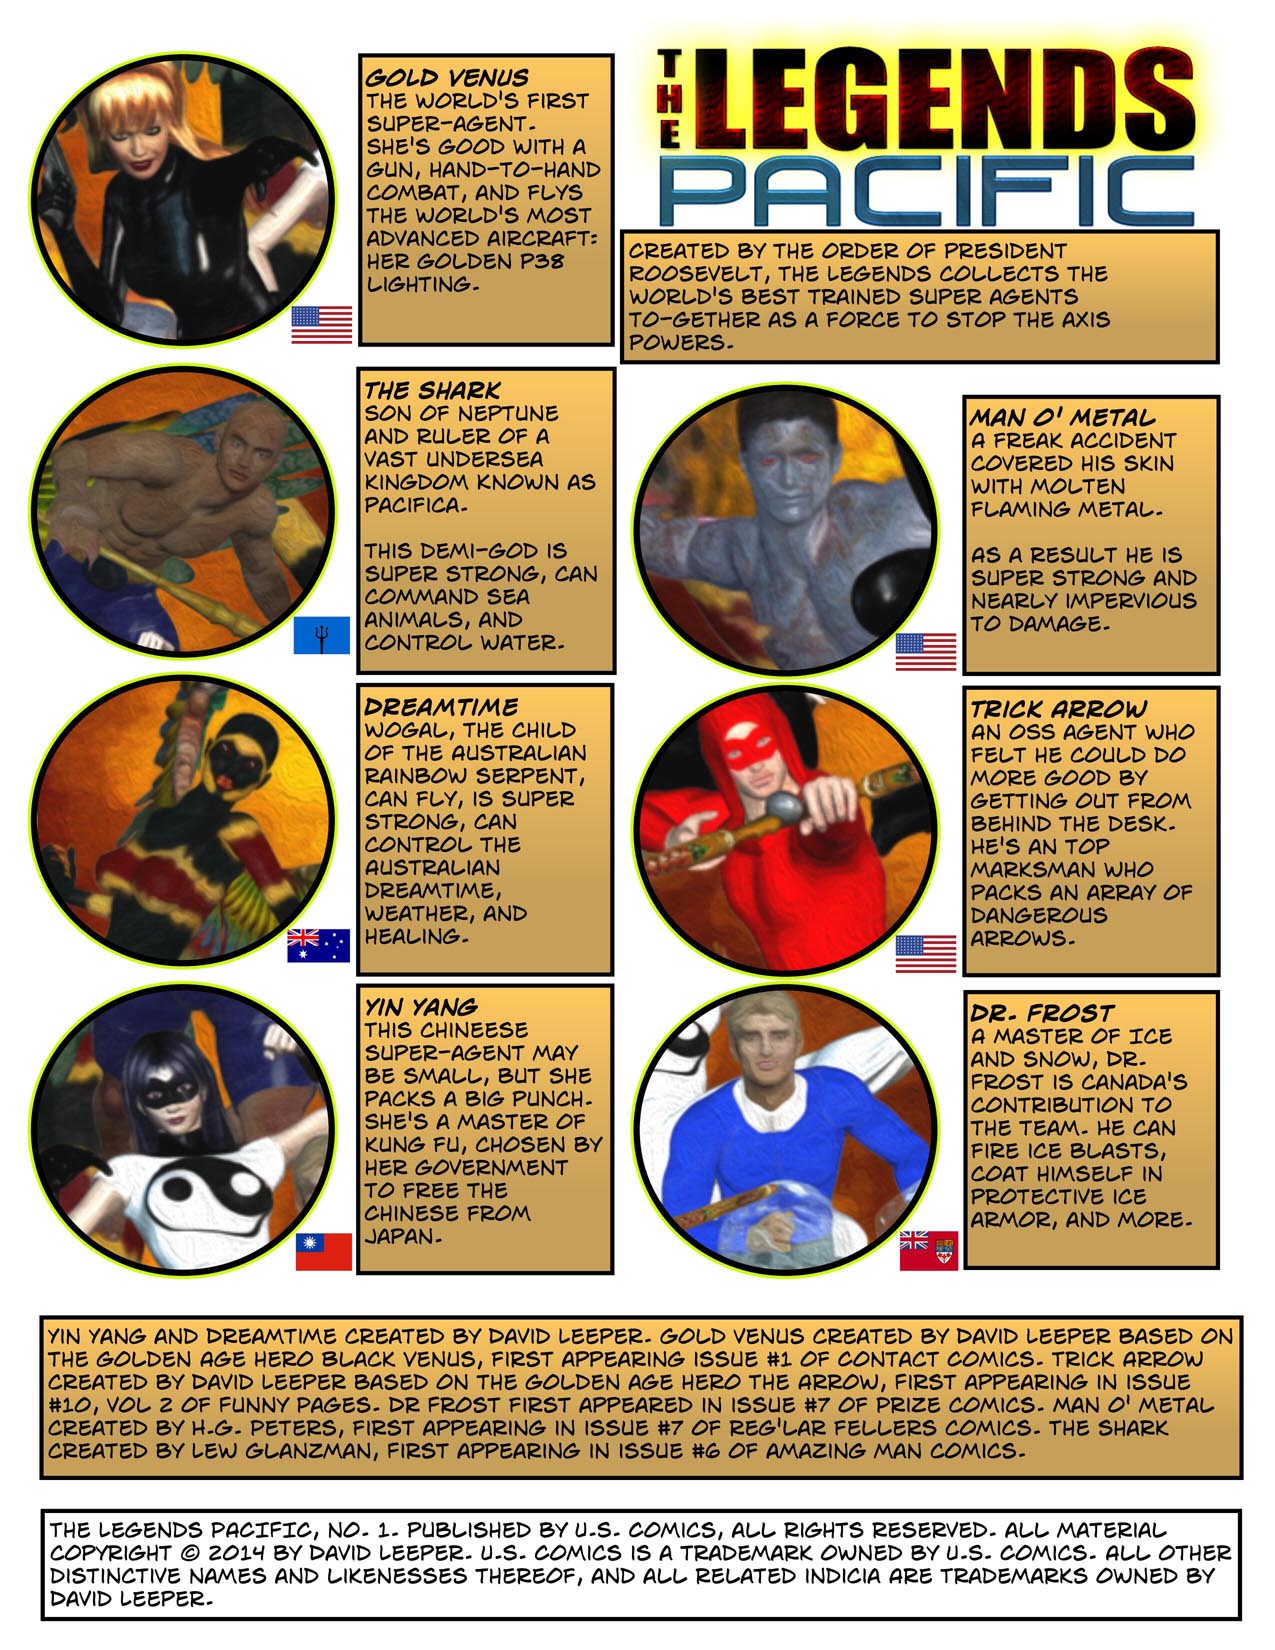 GOLD VENUS
THE WORLD'S FIRST
SUPER-AGENT.
SHE'S GOOD WITH A
GUN, HAND-TO-HAND
COMBAT, AND FLYS
THE WORLD'S MOST
ADVANCED AIRCRAFT:
HER GOLDEN P38
LIGHTING.
THE LEGENDS
PACIFIC
CREATED BY THE ORDER OF PRESIDENT
ROOSEVELT, THE LEGENDS COLLECTS THE
WORLD'S BEST TRAINED SUPER AGENTS
TO-GETHER AS A FORCE TO STOP THE AXIS
POWERS.
THE SHARK
SON OF NEPTUNE
AND RULER OF A
VAST UNDERSEA
KINGDOM KNOWN AS
PACIFICA.
THIS DEMI-GOD IS
SUPER STRONG, CAN
COMMAND SEA
ANIMALS, AND
CONTROL WATER.
MAN O' METAL
A FREAK ACCIDENT
COVERED HIS SKIN
WITH MOLTEN
FLAMING METAL.
AS A RESULT HE IS
SUPER STRONG AND
NEARLY IMPERVIOUS
TO DAMAGE.
DREAMTIME
WOGAL, THE CHILD
OF THE AUSTRALIAN
RAINBOW SERPENT,
CAN FLY, IS SUPER
STRONG, CAN
CONTROL THE
AUSTRALIAN
DREAMTIME,
WEATHER, AND
HEALING.
TRICK ARROW
AN OSS AGENT WHO
FELT HE COULD DO
MORE GOOD BY
GETTING OUT FROM
BEHIND THE DESK.
HE'S AN TOP
MARKSMAN WHO
PACKS AN ARRAY OF
DANGEROUS
ARROWS.
YIN YANG
THIS CHINEESE
SUPER-AGENT MAY
BE SMALL, BUT SHE
PACKS A BIG PUNCH.
SHE'S A MASTER OF
KUNG FU, CHOSEN BY
HER GOVERNMENT
TO FREE THE
CHINESE FROM
JAPAN.
DR. FROST
A MASTER OF ICE
AND SNOW, DR.
FROST IS CANADA'S
CONTRIBUTION TO
THE TEAM. HE CAN
FIRE ICE BLASTS,
COAT HIMSELF IN
PROTECTIVE ICE
ARMOR, AND MORE.
YIN YANG AND DREAMTIME CREATED BY DAVID LEEPER. GOLD VENUS CREATED BY DAVID LEEPER BASED ON
THE GOLDEN AGE HERO BLACK VENUS, FIRST APPEARING ISSUE #1 OF CONTACT COMICS. TRICK ARROW
CREATED BY DAVID LEEPER BASED ON THE GOLDEN AGE HERO THE ARROW, FIRST APPEARING IN ISSUE
#10, VOL 2 OF FUNNY PAGES. DR FROST FIRST APPEARED IN ISSUE #7 OF PRIZE COMICS. MAN O' METAL
CREATED BY H.G. PETERS, FIRST APPEARING IN ISSUE #7 OF REG'LAR FELLERS COMICS. THE SHARK
CREATED BY LEW GLANZMAN, FIRST APPEARING IN ISSUE #6 OF AMAZING MAN COMICS.
THE LEGENDS PACIFIC, NO. 1. PUBLISHED BY U.S. COMICS, ALL RIGHTS RESERVED. ALL MATERIAL
COPYRIGHT © 2014 BY DAVID LEEPER. U.S. COMICS IS A TRADEMARK OWNED BY U.S. COMICS. ALL OTHER
DISTINCTIVE NAMES AND LIKENESSES THEREOF, AND ALL RELATED INDICIA ARE TRADEMARKS OWNED BY
DAVID LEEPER.